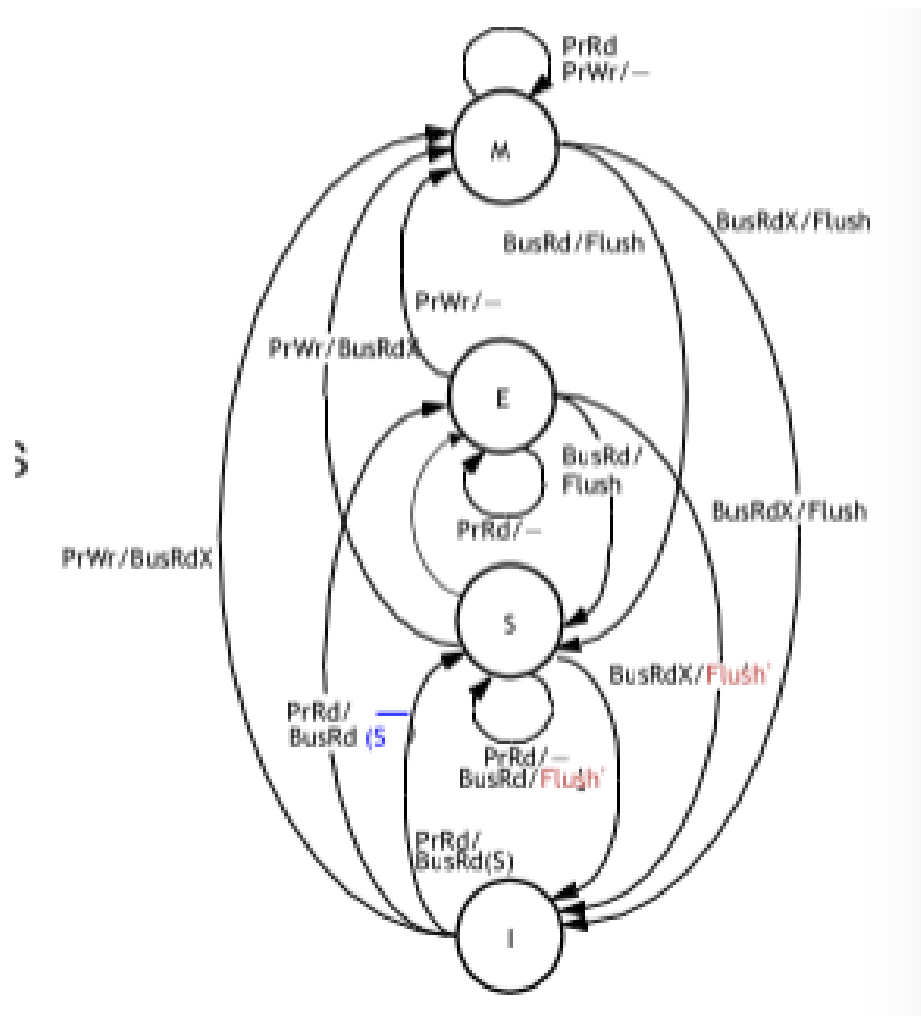 PrRd
PrWr/—
M
BusRdX/Flush
BusRd/Flush
PrWr/—
PrWr/BusRdX
E
BusRd/
Flush
BusRdX/Flush
PrRd/—
PrWr/BusRdX
S
BusRdX/Flush'
PrRd/
BusRd (S
PrRd/—
BusRd/Flush'
PrRd/
BusRd(S)
I